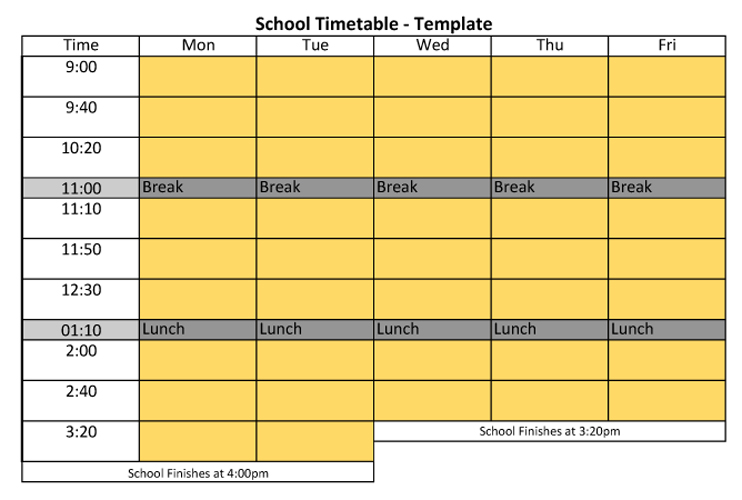 School Timetable - Template
Time Mon Tue Wed Thu Fri
9:00
9:40
10:20
11:00 Break Break Break Break Break
11:10
11:50
12:30
01:10 Lunch Lunch Lunch Lunch Lunch
2:00
2:40
3:20
School Finishes at 3:20pm
School Finishes at 4:00pm